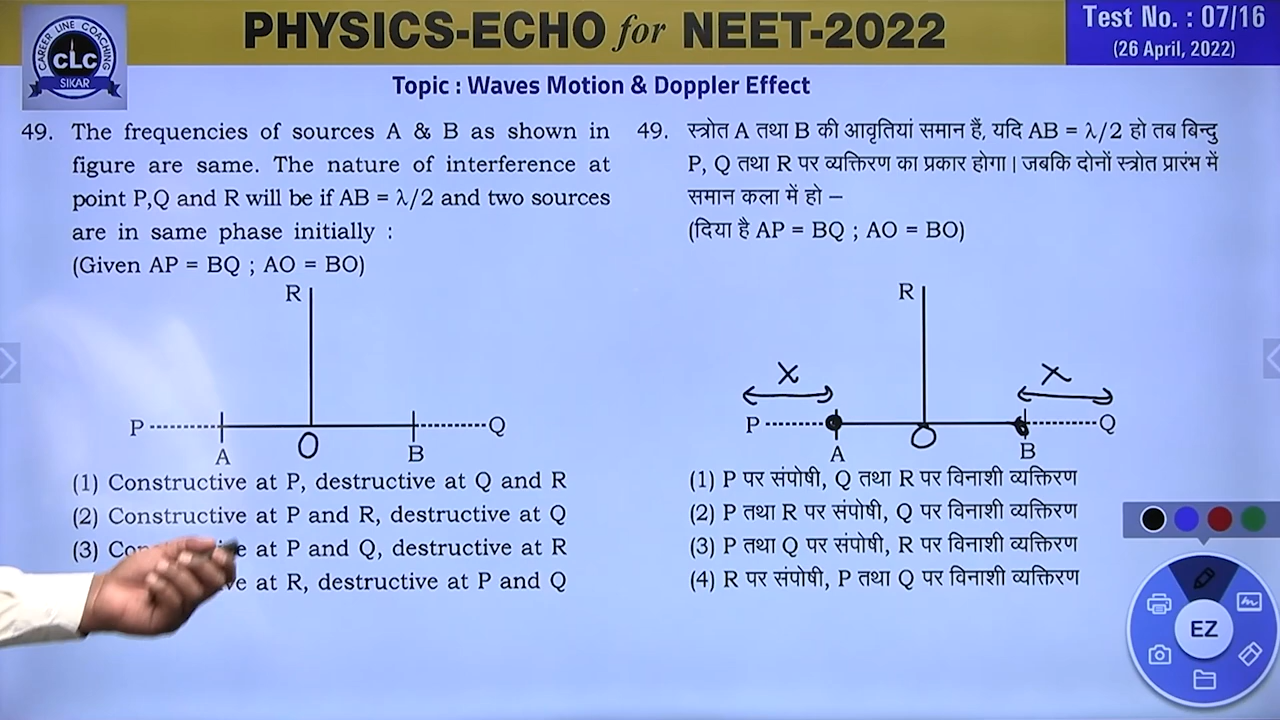 CAREER LINE COACHING
CLC
SIKAR
PHYSICS-ECHO for NEET-2022
Test No. : 07/16
(26 April, 2022)
Topic : Waves Motion & Doppler Effect
49. The frequencies of sources A & B as shown in
figure are same. The nature of interference at
point P,Q and R will be if AB = λ/2 and two sources
are in same phase initially :
(Given AP = BQ ; AO = BO)
R
P
Q
O
A
B
(1) Constructive at P, destructive at Q and R
(2) Constructive at P and R, destructive at Q
(3) at P and Q, destructive at R
at R, destructive at P and Q
49. स्त्रोत A तथा B की आवृतियां समान हैं, यदि AB = λ/2 हो तब बिन्दु
P, Q तथा R पर व्यक्तिरण का प्रकार होगा | जबकि दोनों स्त्रोत प्रारंभ में
समान कला में हो –
(दिया है AP = BQ ; AO = BO)
R
x
x
P
Q
O
A
B
(1) P पर संपोषी, Q तथा R पर विनाशी व्यक्तिरण
(2) P तथा R पर संपोषी, Q पर विनाशी व्यक्तिरण
(3) P तथा Q पर संपोषी, R पर विनाशी व्यक्तिरण
(4) R पर संपोषी, P तथा Q पर विनाशी व्यक्तिरण
EZ